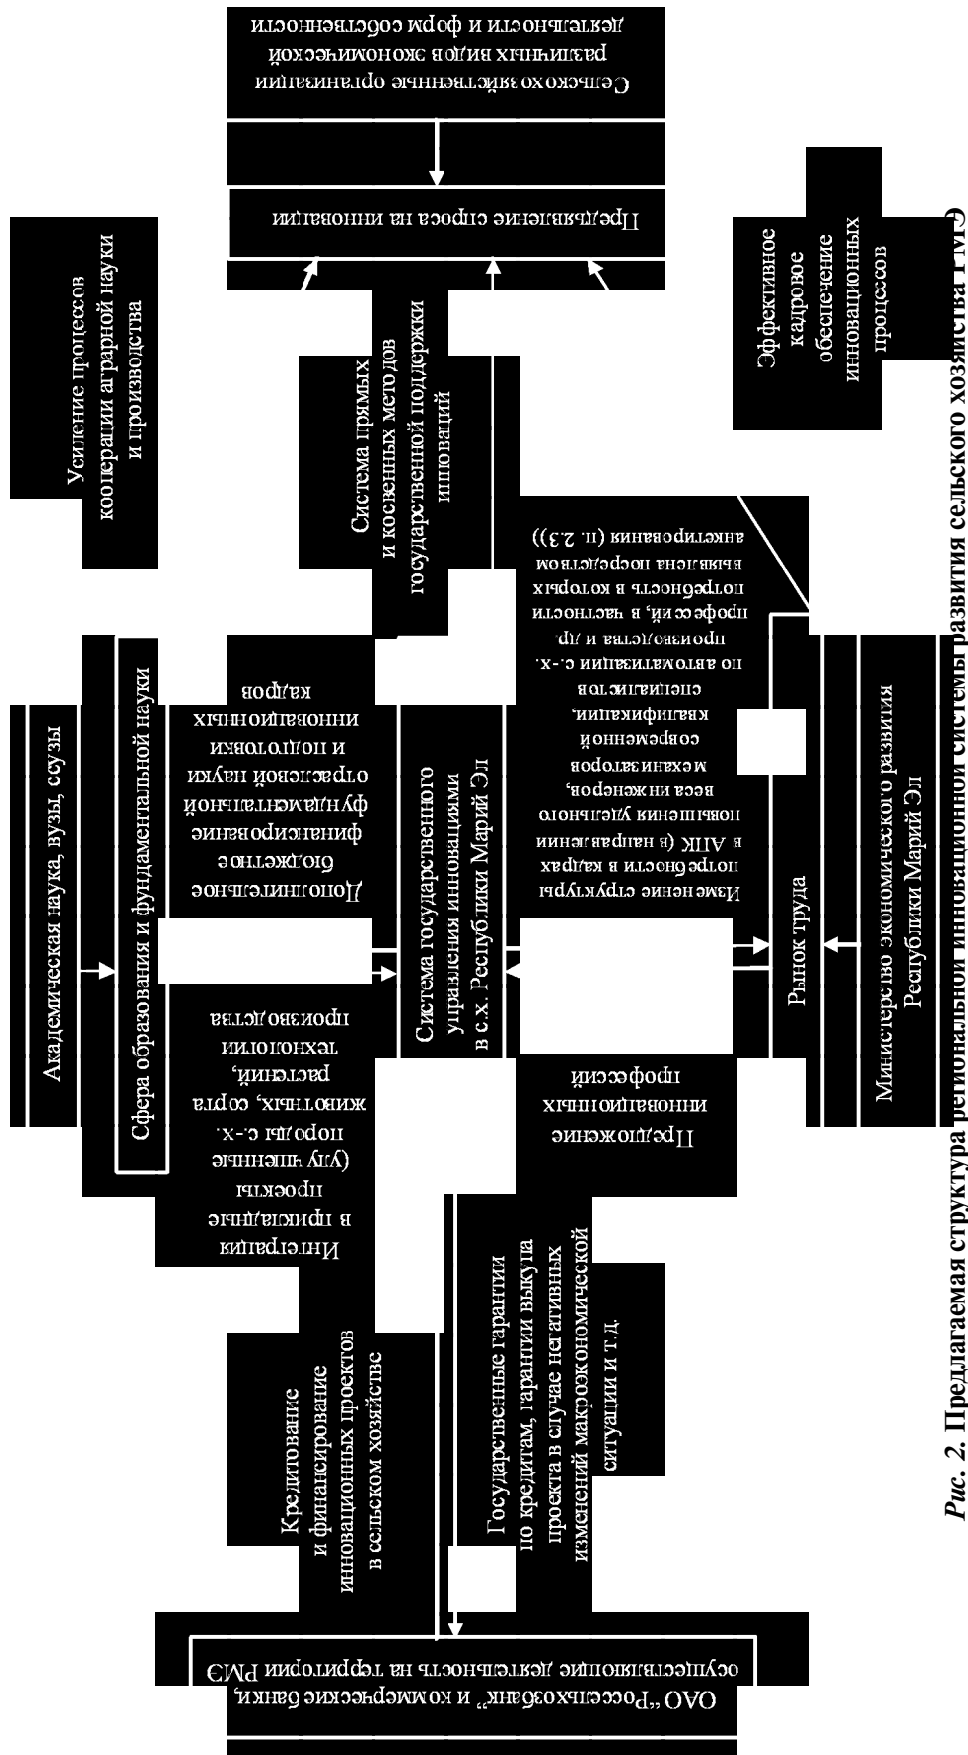 Академическая наука, вузы, ссузы
Сфера образования и фундаментальной науки
Усиление процессов
кооперации аграрной науки
и производства
Интеграция
в прикладные
проекты
(улучшенные
породы с.-х.
животных, сорта
растений,
технологии
производства
Дополнительное
бюджетное
финансирование
фундаментальной
отраслевой науки
и подготовки
инновационных
кадров
Кредитование
и финансирование
инновационных проектов
в сельском хозяйстве
Система прямых
и косвенных методов
государственной поддержки
инноваций
ОАО “Россельхозбанк” и коммерческие банки,
осуществляющие деятельность на территории РМЭ
Система государственного
управления инновациями
в с.х. Республики Марий Эл
Предъявление спроса на инновации
Сельскохозяйственные организации
различных видов экономической
деятельности и форм собственности
Государственные гарантии
по кредитам, гарантии выкупа
проекта в случае негативных
изменений макроэкономической
ситуации и т.д.
Предложение
инновационных
профессий
Изменение структуры
потребности в кадрах
в АПК (в направлении
повышения удельного
веса инженеров,
механизаторов
современной
квалификации,
специалистов
по автоматизации с.-х.
производства и др.
профессий, в частности
потребность в которых
выявлена посредством
анкетирования (п. 2.3))
Эффективное
кадровое
обеспечение
инновационных
процессов
Рынок труда
Министерство экономического развития
Республики Марий Эл
Рис. 2. Предлагаемая структура региональной инновационной системы развития сельского хозяйства РМЭ